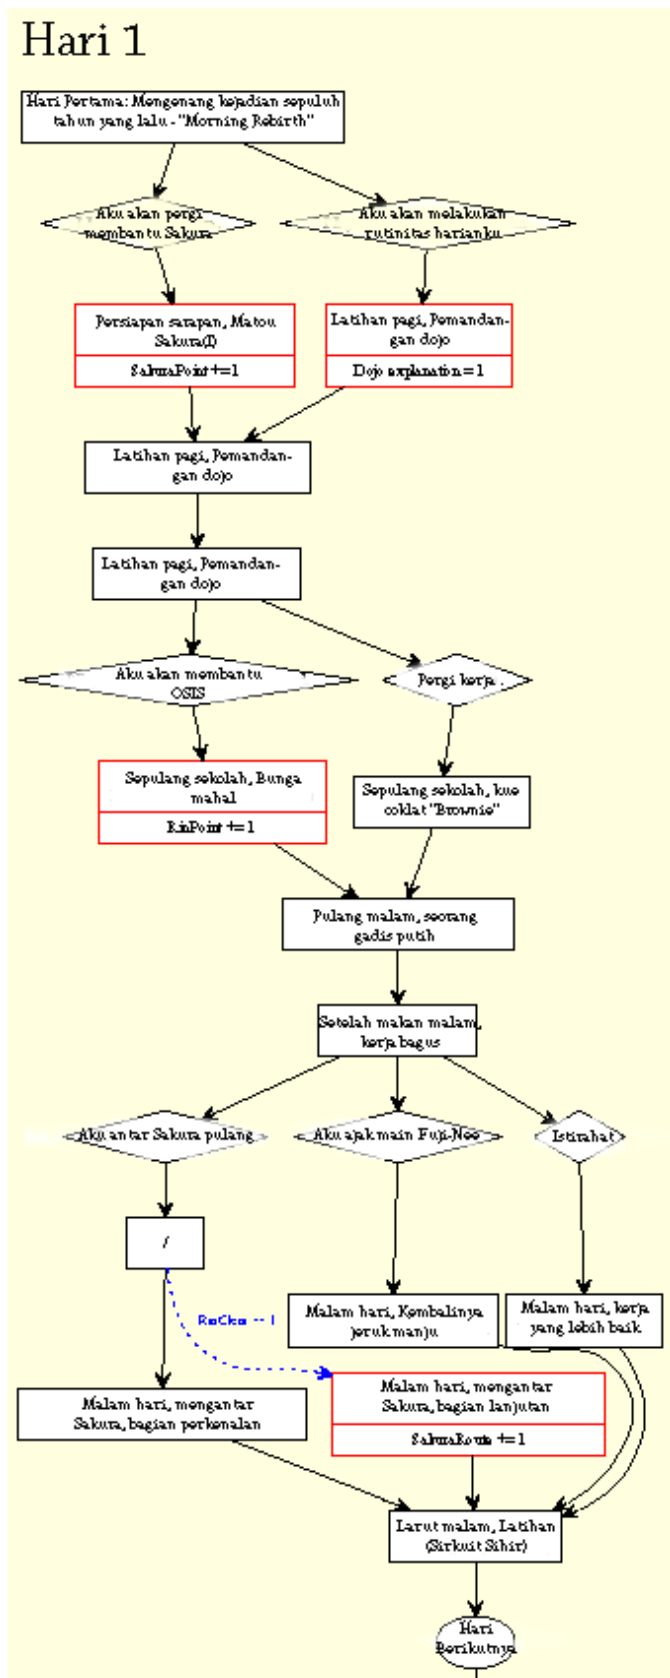 Hari 1
Hari Pertama: Mengenang kejadian sepuluh
tahun yang lalu - "Morning Rebirth"
Aku akan pergi
membantu Sakura
Aku akan melakukan
rutinitas harianku
Persiapan sarapan, Matou
Sakura(I)
SakuraPoint += 1
Latihan pagi, Pemandan-
gan dojo
Dojo explanation = 1
Latihan pagi, Pemandan-
gan dojo
Latihan pagi, Pemandan-
gan dojo
Aku akan membantu
OSIS
Pergi kerja
Sepulang sekolah, Bunga
mahal
RinPoint += 1
Sepulang sekolah, kue
coklat "Brownie"
Pulang malam, seorang
gadis putih
Setelah makan malam,
kerja bagus
Aku antar Sakura pulang
Aku ajak main Fuji-Nee
Istirahat
/
RinClear == 1
Malam hari, Kembalinya
jeruk manju
Malam hari, kerja
yang lebih baik
Malam hari, mengantar
Sakura, bagian perkenalan
Malam hari, mengantar
Sakura, bagian lanjutan
SakuraRoute += 1
Larut malam, Latihan
(Sirkuit Sihir)
Hari
Berikutnya